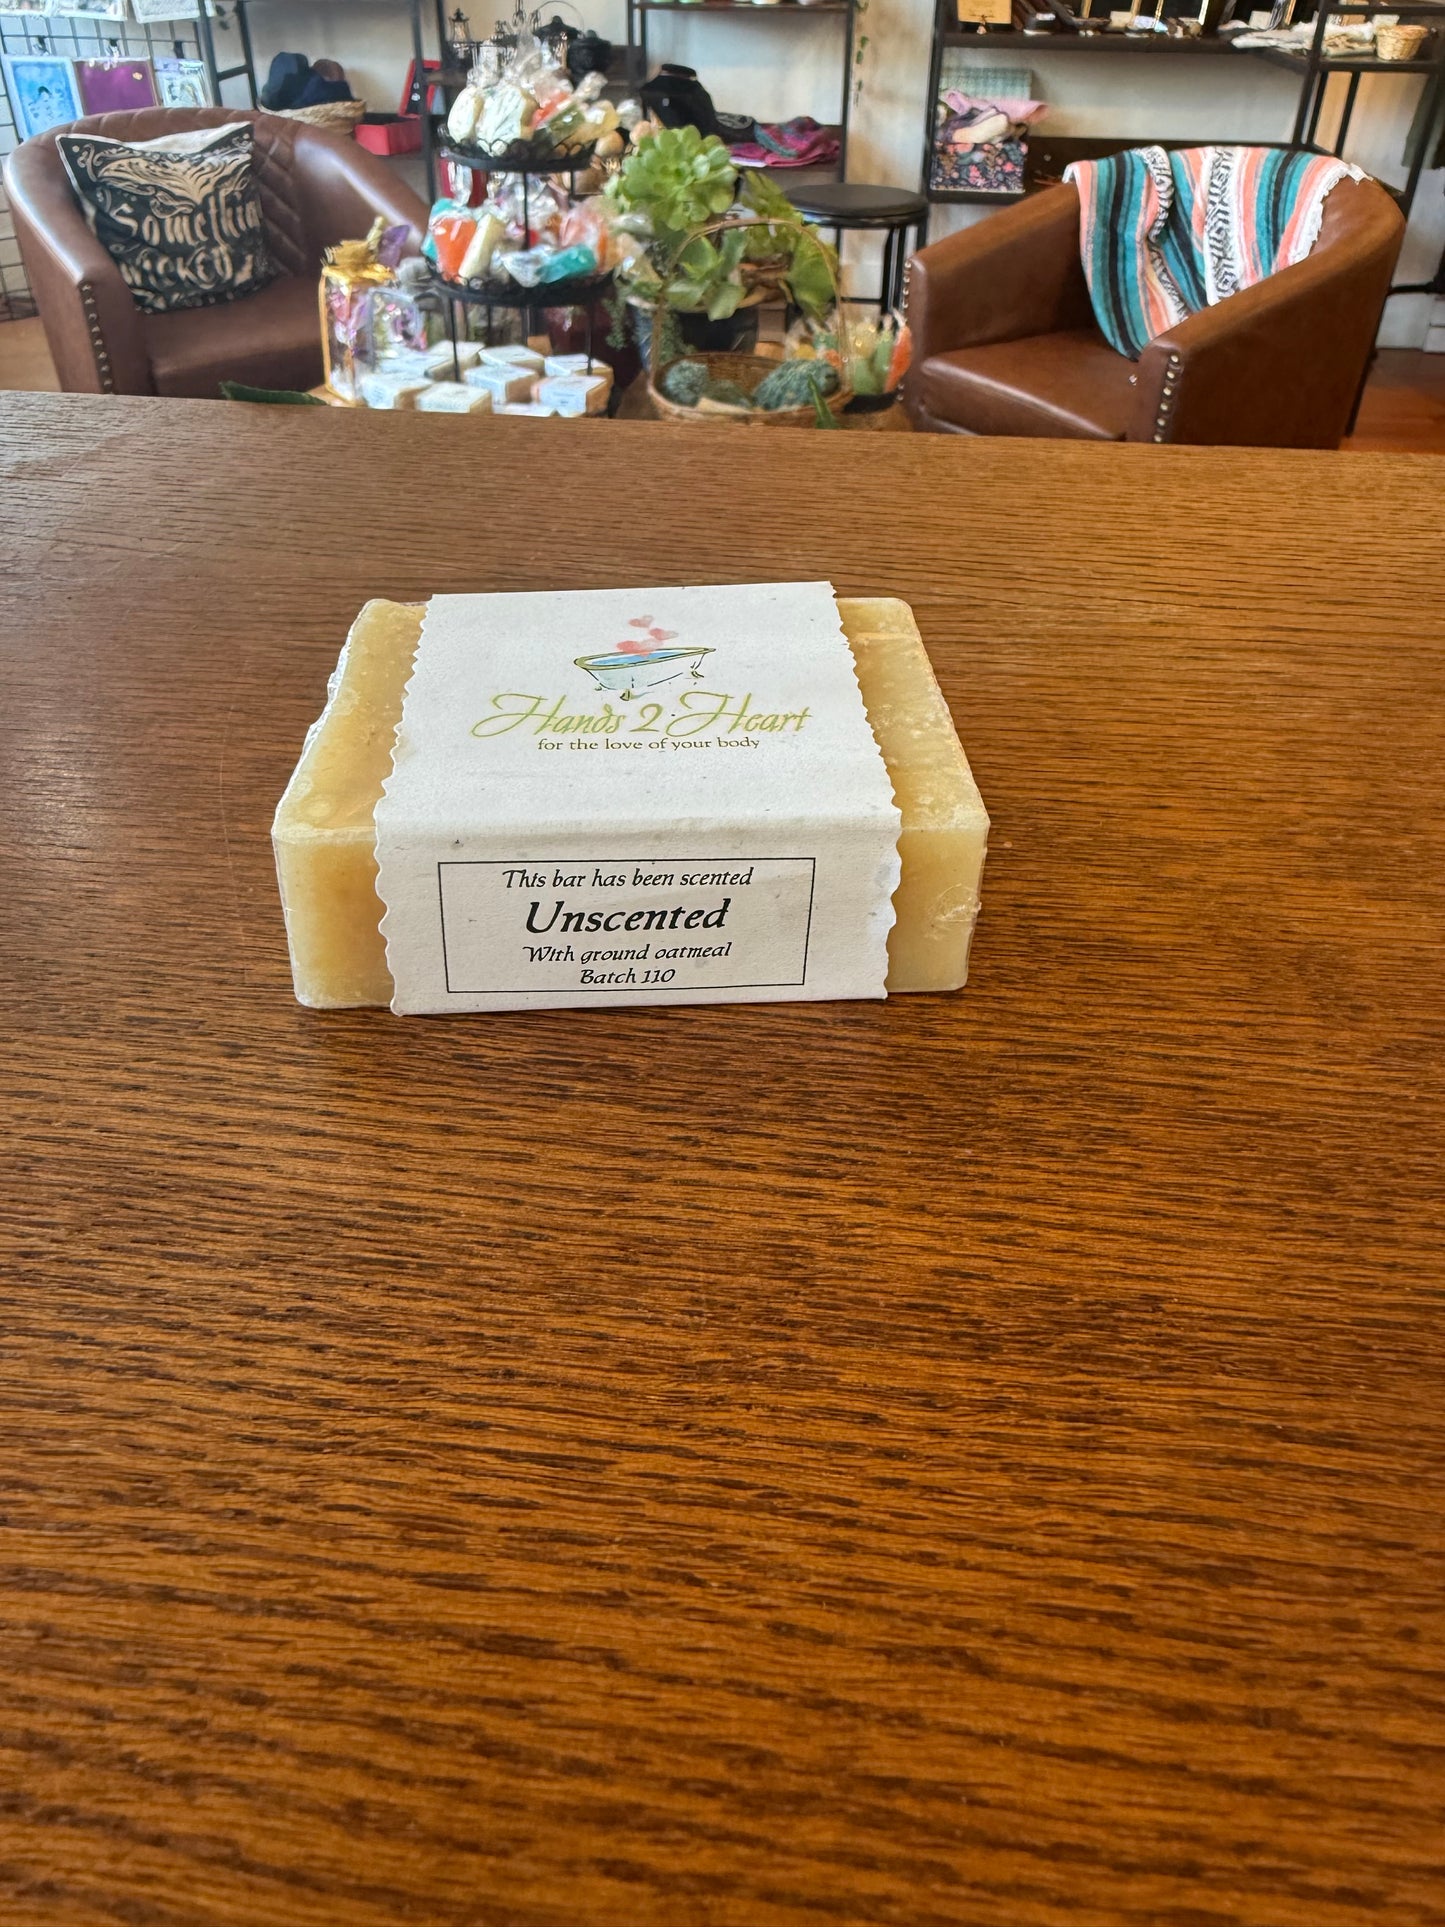 Something
Wicked
Hands 2 Heart
for the love of your body
This bar has been scented
Unscented
With ground oatmeal
Batch 110